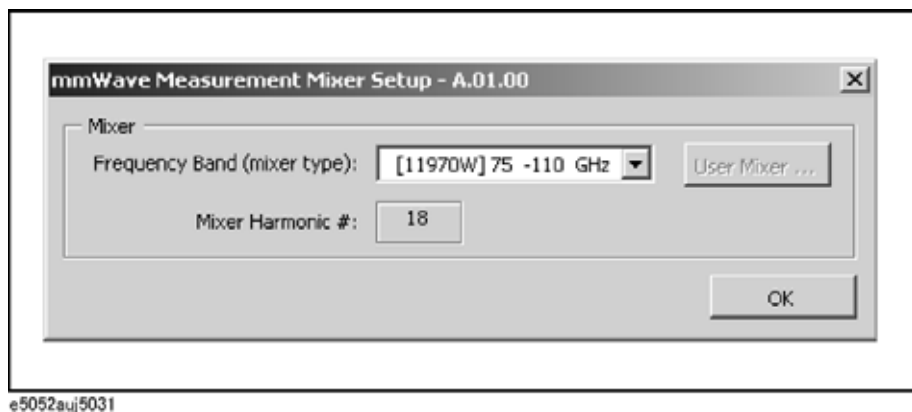 mmWave Measurement Mixer Setup - A.01.00
Mixer
Frequency Band (mixer type): [11970W] 75 -110 GHz User Mixer ...
Mixer Harmonic #: 18
OK
e5052auj5031